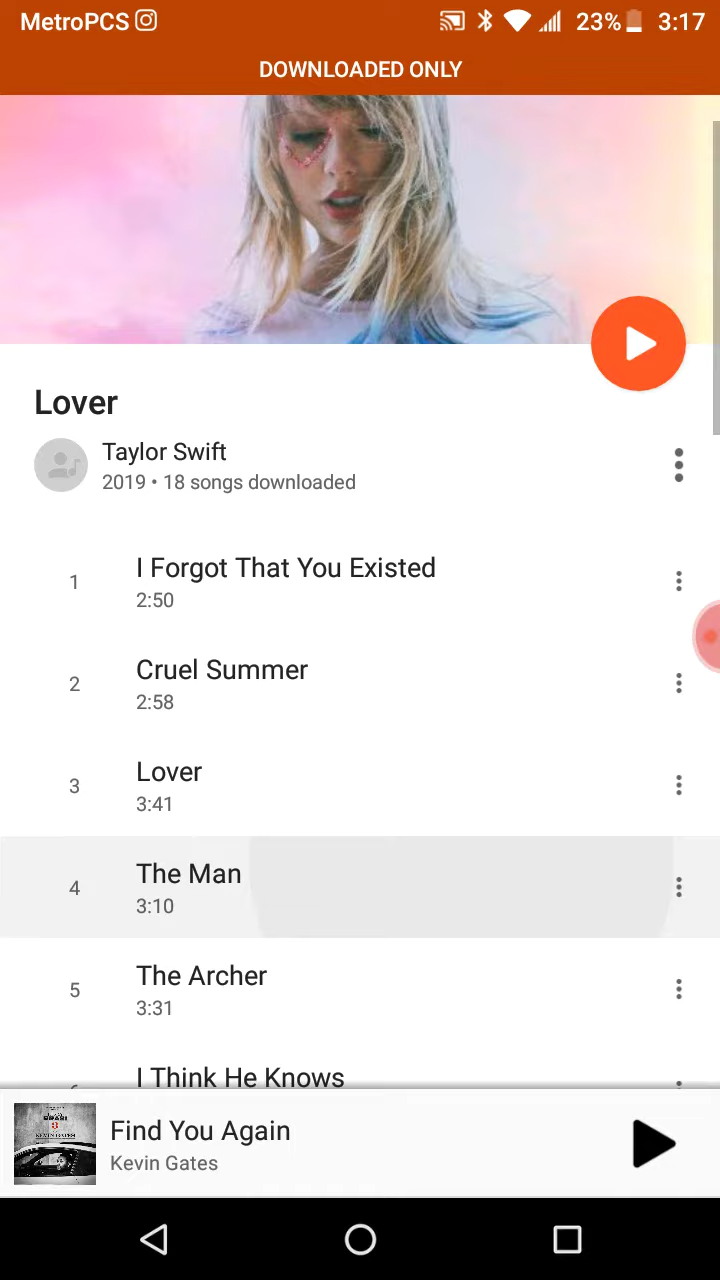 MetroPCS 23% 3:17
DOWNLOADED ONLY
Lover
Taylor Swift
2019 • 18 songs downloaded
1 I Forgot That You Existed
2:50
2 Cruel Summer
2:58
3 Lover
3:41
4 The Man
3:10
5 The Archer
3:31
I Think He Knows
Find You Again
Kevin Gates